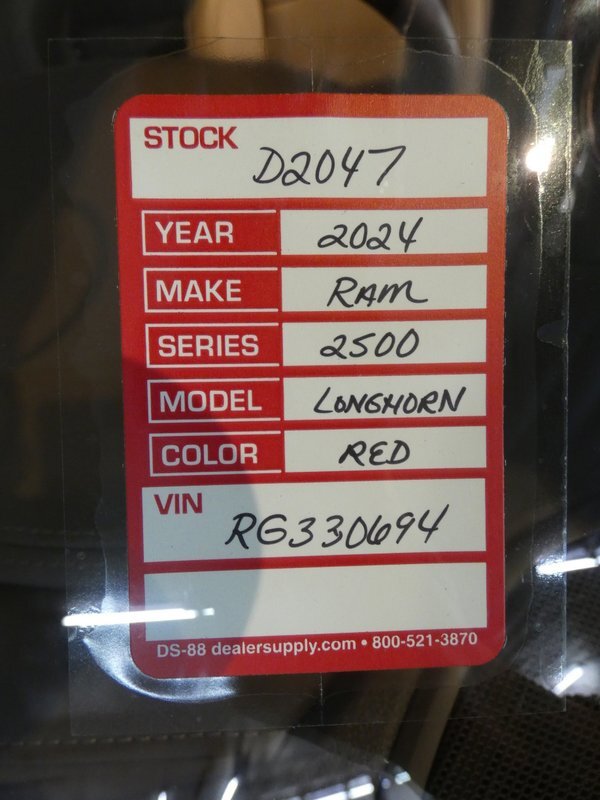 STOCK
D2047
YEAR 2024
MAKE RAM
SERIES 2500
MODEL LONGHORN
COLOR RED
VIN
RG330694
DS-88 dealersupply.com • 800-521-3870